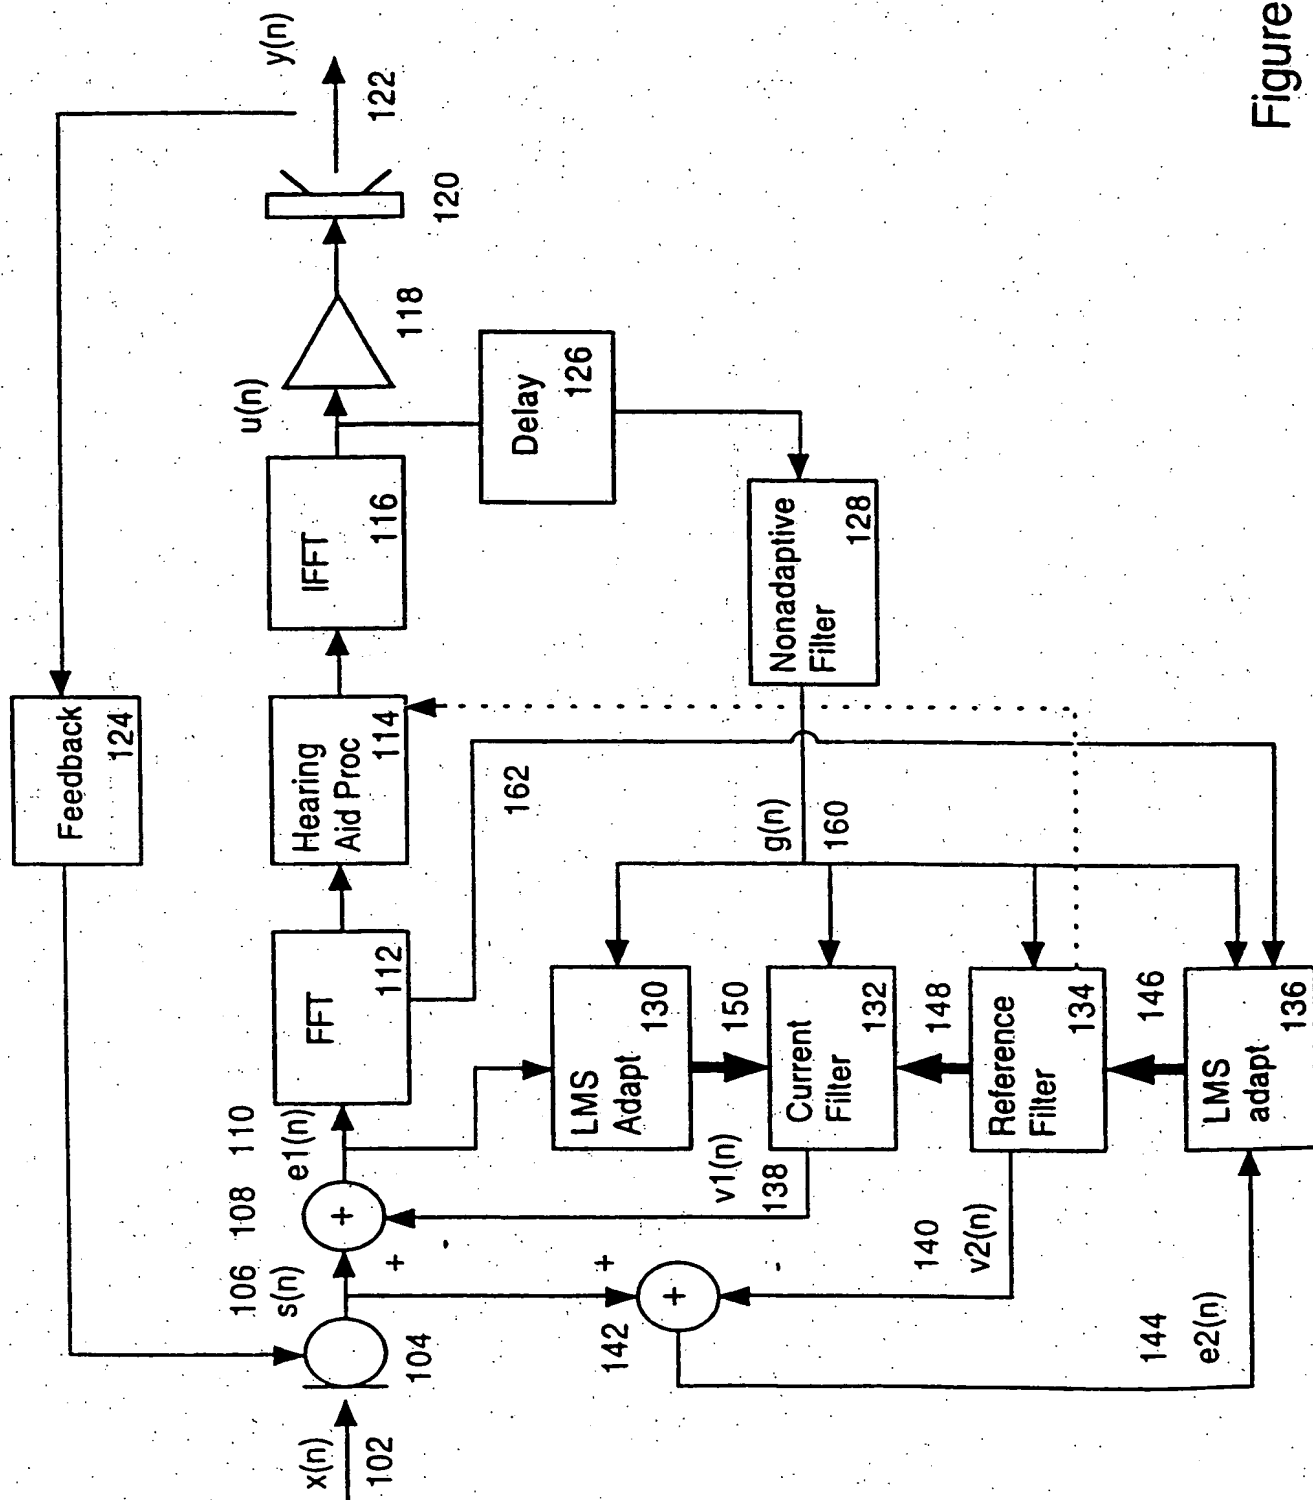 Feedback
124
x(n)
102
104
106
s(n)
+
108
+
110
e1(n)
FFT
112
Hearing
Aid Proc
114
IFFT
116
u(n)
118
120
y(n)
122
Delay
126
162
Nonadaptive
Filter
128
g(n)
160
LMS
Adapt
130
150
v1(n)
138
Current
Filter
132
148
+
+
142
-
140
v2(n)
Reference
Filter
134
146
144
e2(n)
LMS
adapt
136
Figure